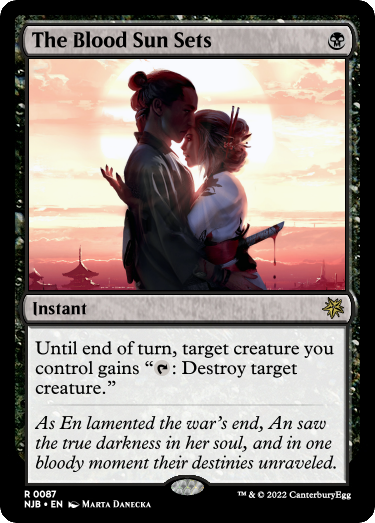 The Blood Sun Sets
Instant
Until end of turn, target creature you
control gains “: Destroy target
creature.”
As En lamented the war's end, An saw
the true darkness in her soul, and in one
bloody moment their destinies unraveled.
R 0087
NJB • EN Marta Danecka
™ & © 2022 CanterburyEgg